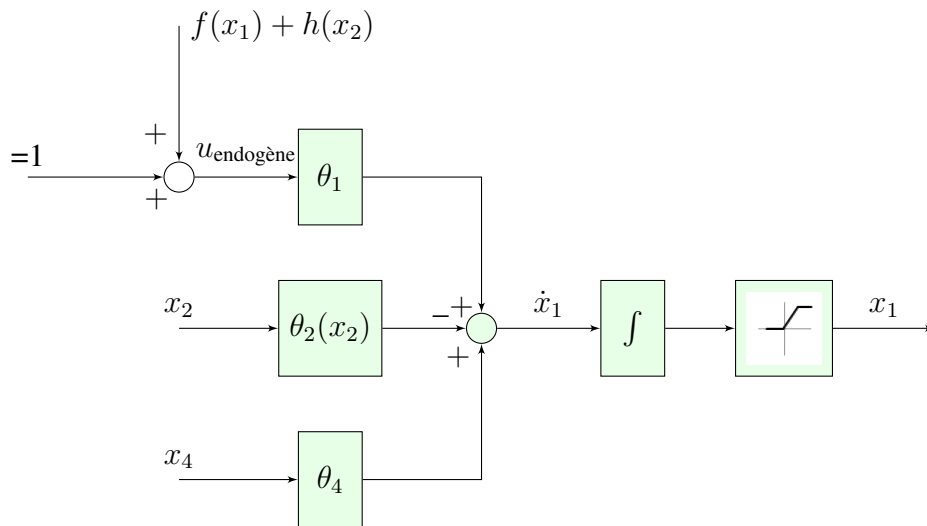 f(x₁) + h(x₂)
+
=1
+
u_endogène
θ₁
x₂
θ₂(x₂)
−
+
+
ẋ₁
∫
x₁
x₄
θ₄